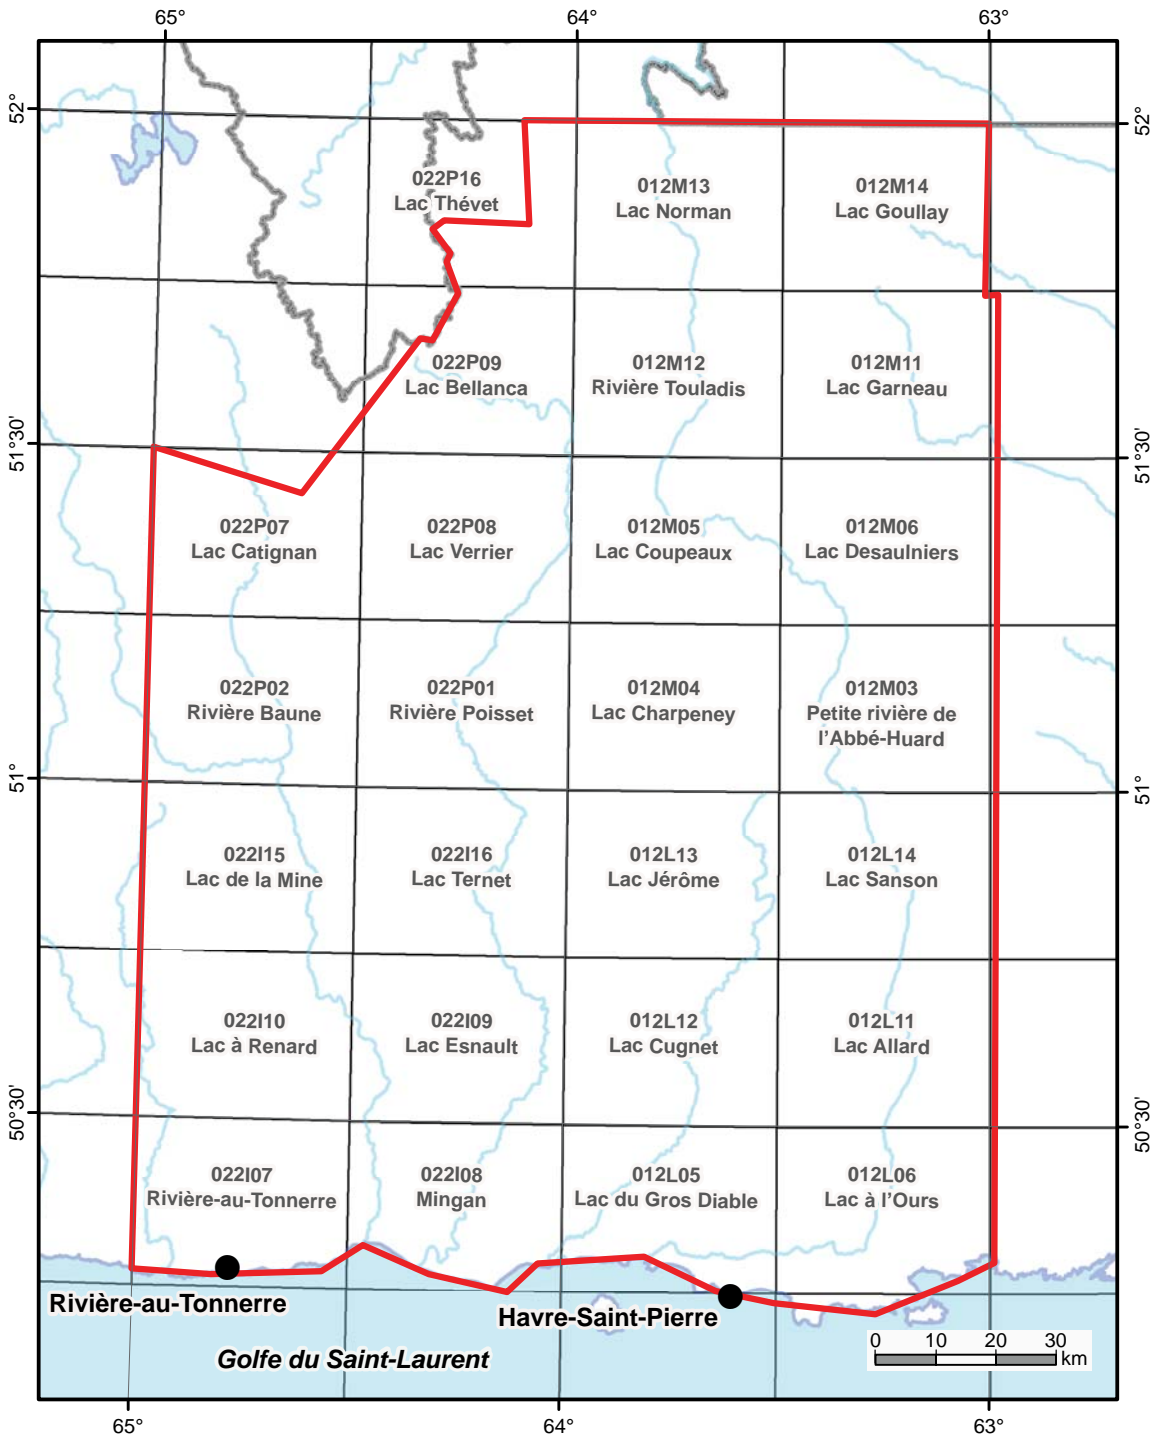 65°
64°
63°
52°
52°
022P16
Lac Thévet
012M13
Lac Norman
012M14
Lac Goullay
022P09
Lac Bellanca
012M12
Rivière Touladis
012M11
Lac Garneau
51°30'
51°30'
022P07
Lac Catignan
022P08
Lac Verrier
012M05
Lac Coupeaux
012M06
Lac Desaulniers
022P02
Rivière Baune
022P01
Rivière Poisset
012M04
Lac Charpeney
012M03
Petite rivière de
l'Abbé-Huard
51°
51°
022I15
Lac de la Mine
022I16
Lac Ternet
012L13
Lac Jérôme
012L14
Lac Sanson
022I10
Lac à Renard
022I09
Lac Esnault
012L12
Lac Cugnet
012L11
Lac Allard
50°30'
50°30'
022I07
Rivière-au-Tonnerre
022I08
Mingan
012L05
Lac du Gros Diable
012L06
Lac à l'Ours
Rivière-au-Tonnerre
Havre-Saint-Pierre
Golfe du Saint-Laurent
0 10 20 30
km
65°
64°
63°